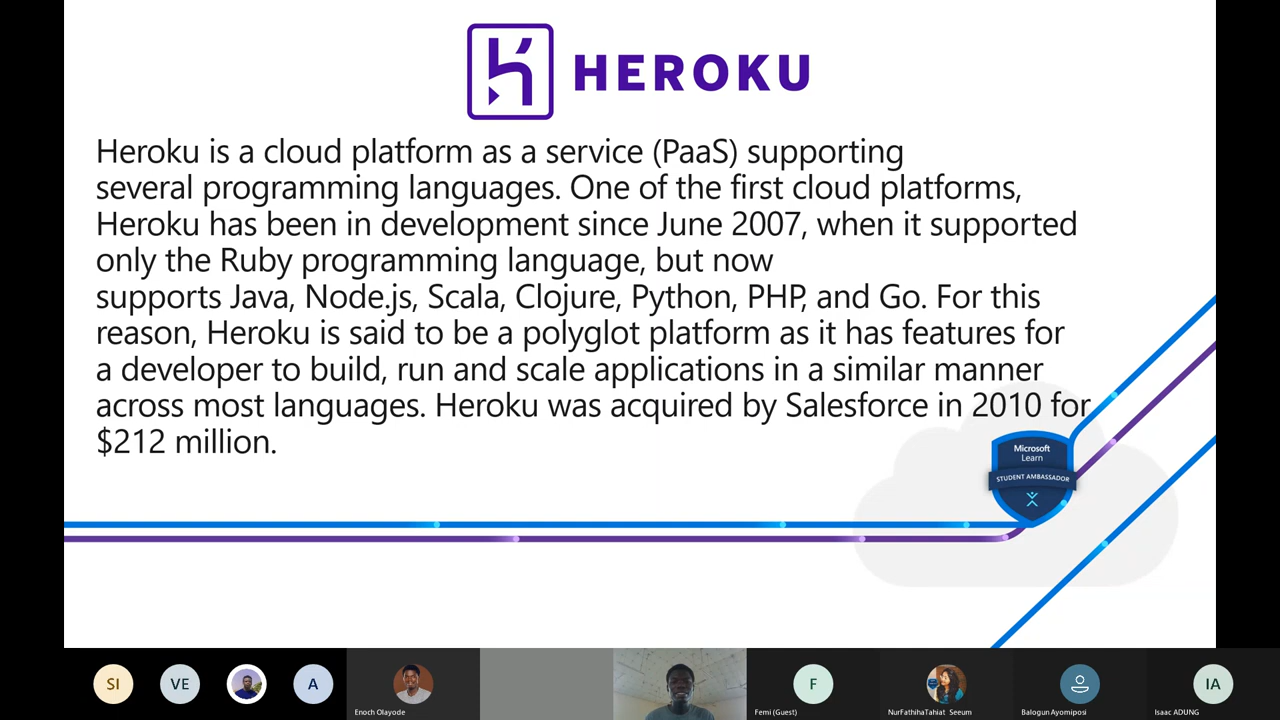 HEROKU
Heroku is a cloud platform as a service (PaaS) supporting
several programming languages. One of the first cloud platforms,
Heroku has been in development since June 2007, when it supported
only the Ruby programming language, but now
supports Java, Node.js, Scala, Clojure, Python, PHP, and Go. For this
reason, Heroku is said to be a polyglot platform as it has features for
a developer to build, run and scale applications in a similar manner
across most languages. Heroku was acquired by Salesforce in 2010 for
$212 million.
Microsoft
Learn
STUDENT AMBASSADOR
SI
VE
A
Enoch Olayode
F
Femi (Guest)
NurFathihaTahiat Seeum
Balogun Ayomiposi
IA
Isaac ADUNG